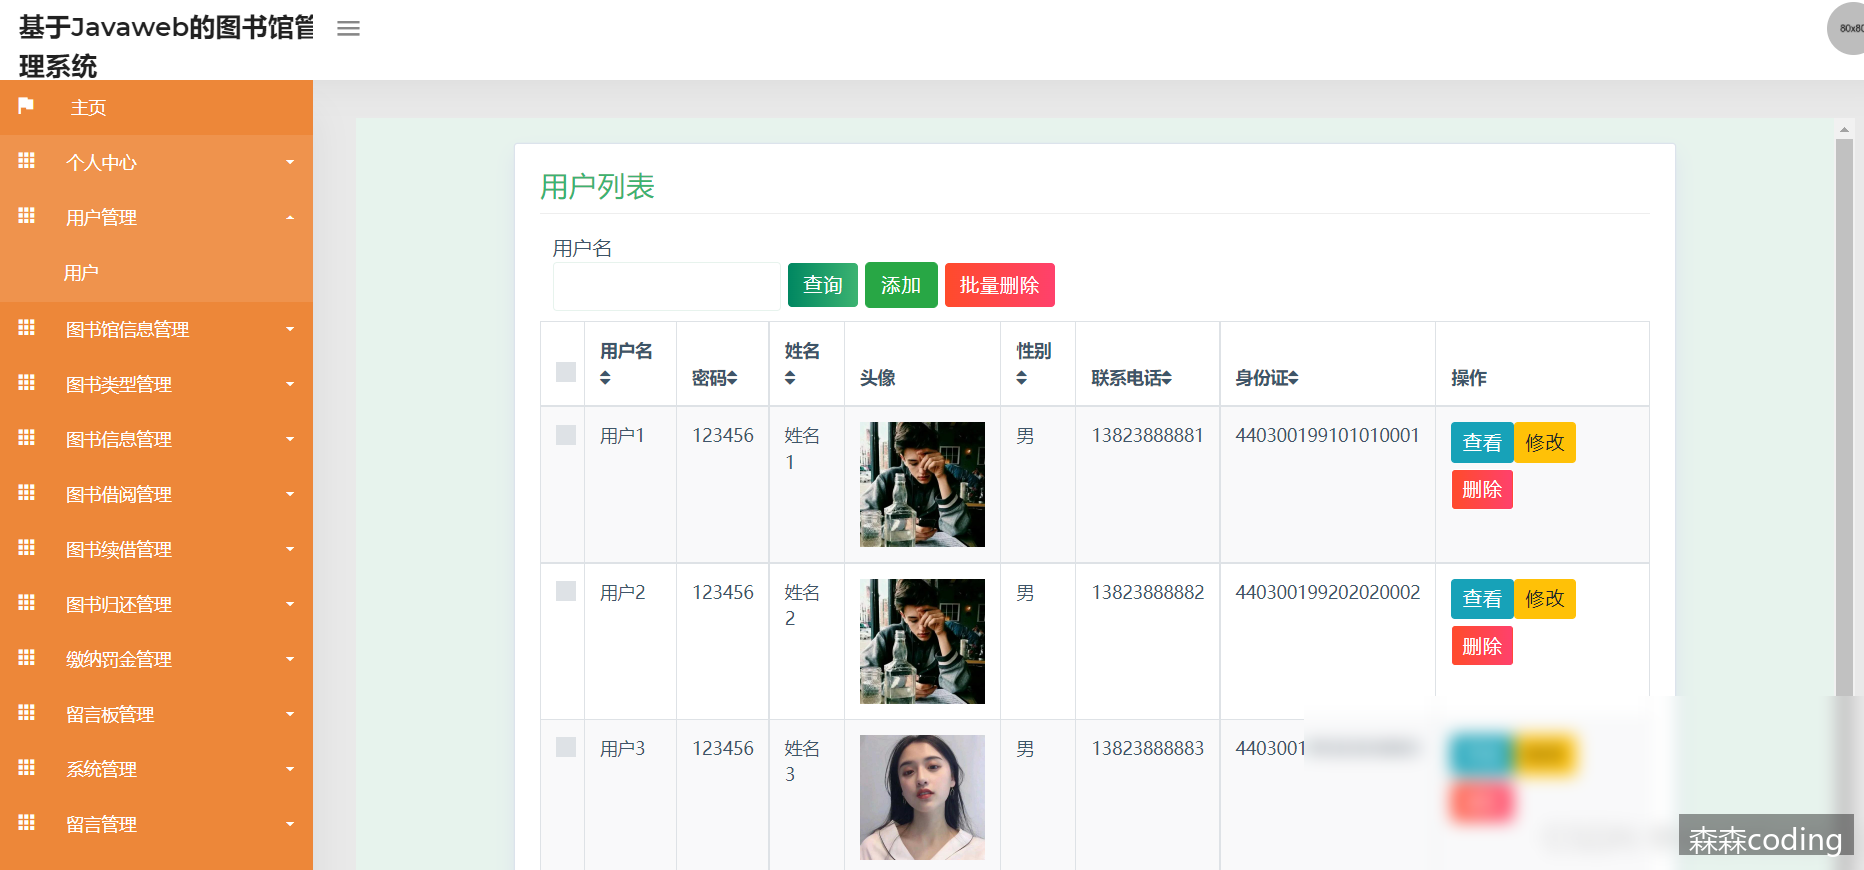 基于Javaweb的图书馆管
理系统
80x80
主页
个人中心
用户管理
用户
图书馆信息管理
图书类型管理
图书信息管理
图书借阅管理
图书续借管理
图书归还管理
缴纳罚金管理
留言板管理
系统管理
留言管理
用户列表
用户名
查询 添加 批量删除
用户名 密码 姓名 头像 性别 联系电话 身份证 操作
用户1 123456 姓名1 男 13823888881 440300199101010001 查看 修改
删除
用户2 123456 姓名2 男 13823888882 440300199202020002 查看 修改
删除
用户3 123456 姓名3 男 13823888883 4403001
森森coding